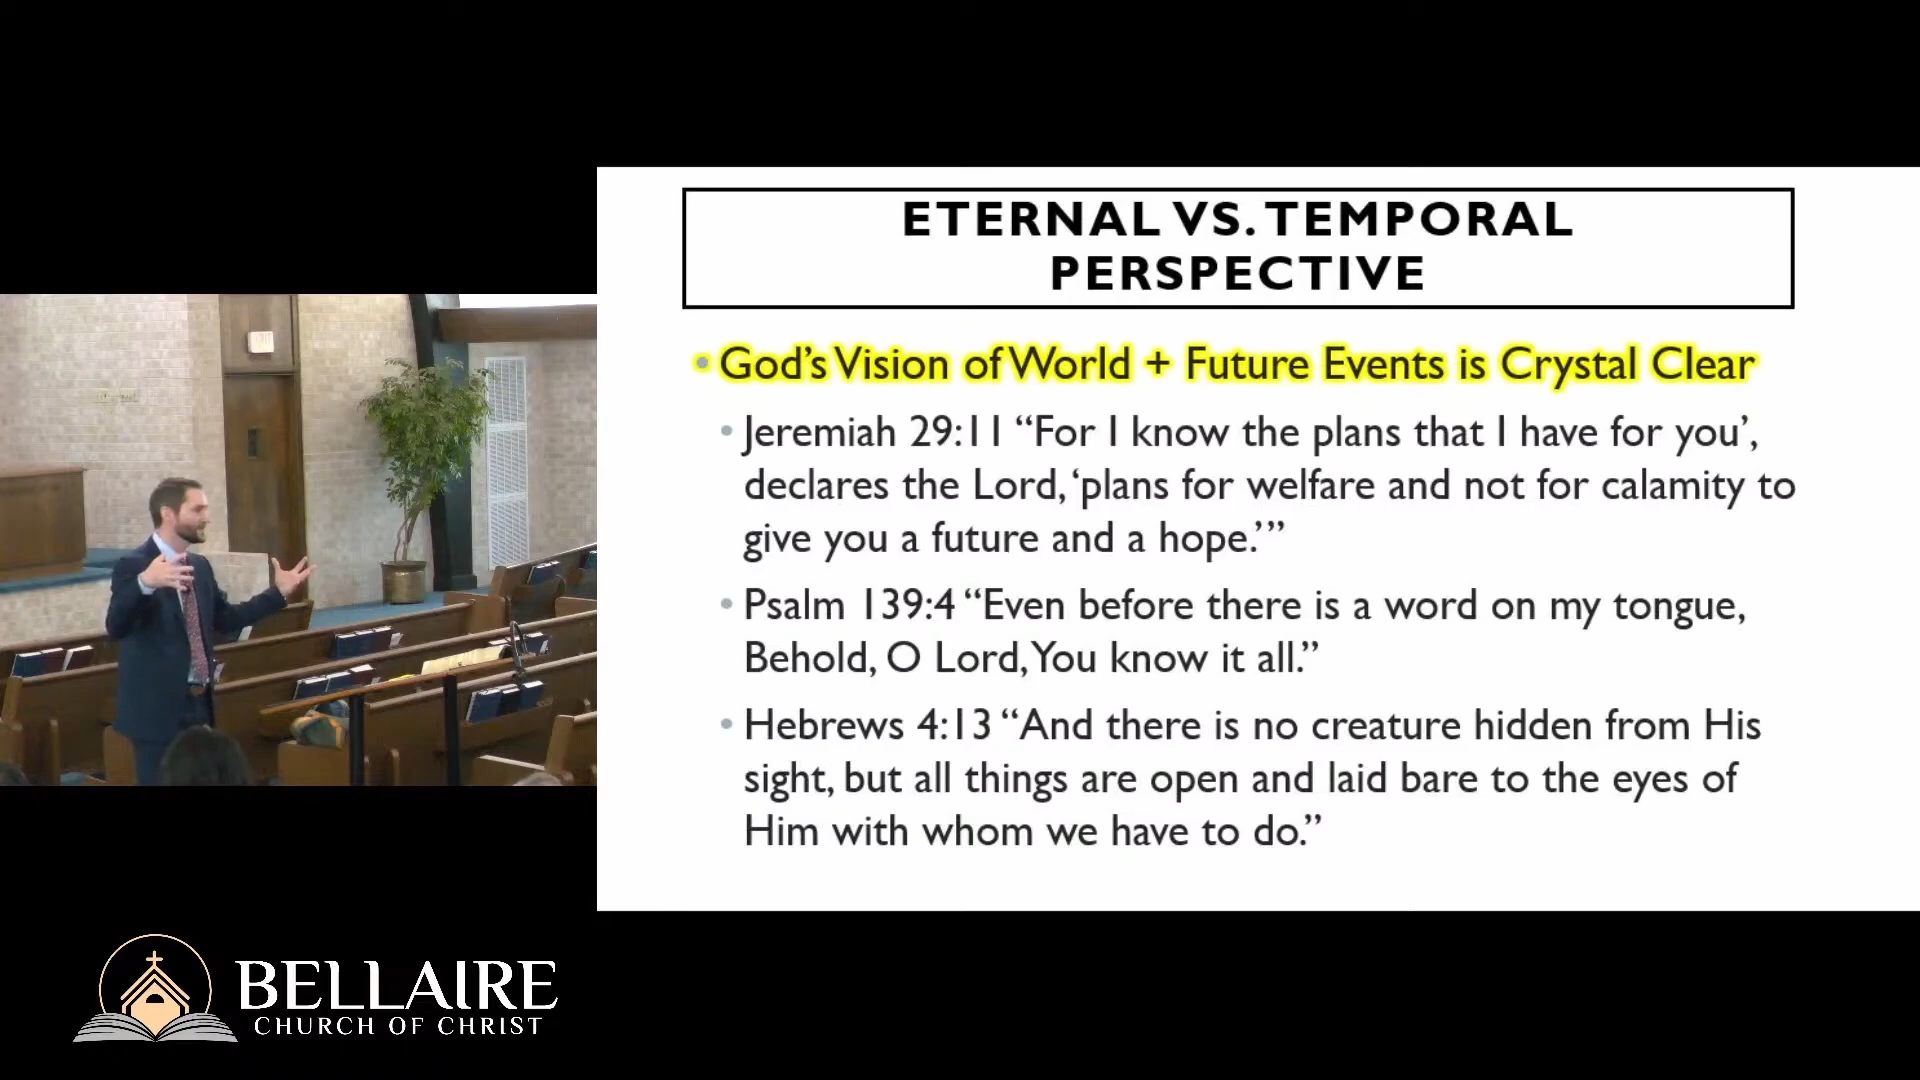 ETERNAL VS. TEMPORAL
PERSPECTIVE
• God's Vision of World + Future Events is Crystal Clear
• Jeremiah 29:11 “For I know the plans that I have for you’,
declares the Lord, ‘plans for welfare and not for calamity to
give you a future and a hope.’”
• Psalm 139:4 “Even before there is a word on my tongue,
Behold, O Lord, You know it all.”
• Hebrews 4:13 “And there is no creature hidden from His
sight, but all things are open and laid bare to the eyes of
Him with whom we have to do.”
BELLAIRE
CHURCH OF CHRIST